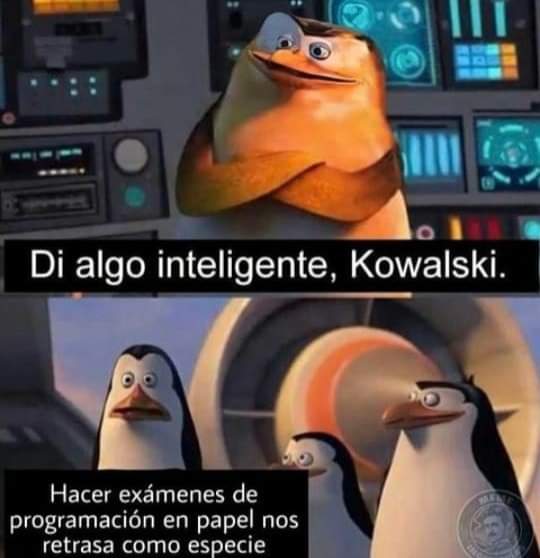 Di algo inteligente, Kowalski.
Hacer exámenes de
programación en papel nos
retrasa como especie